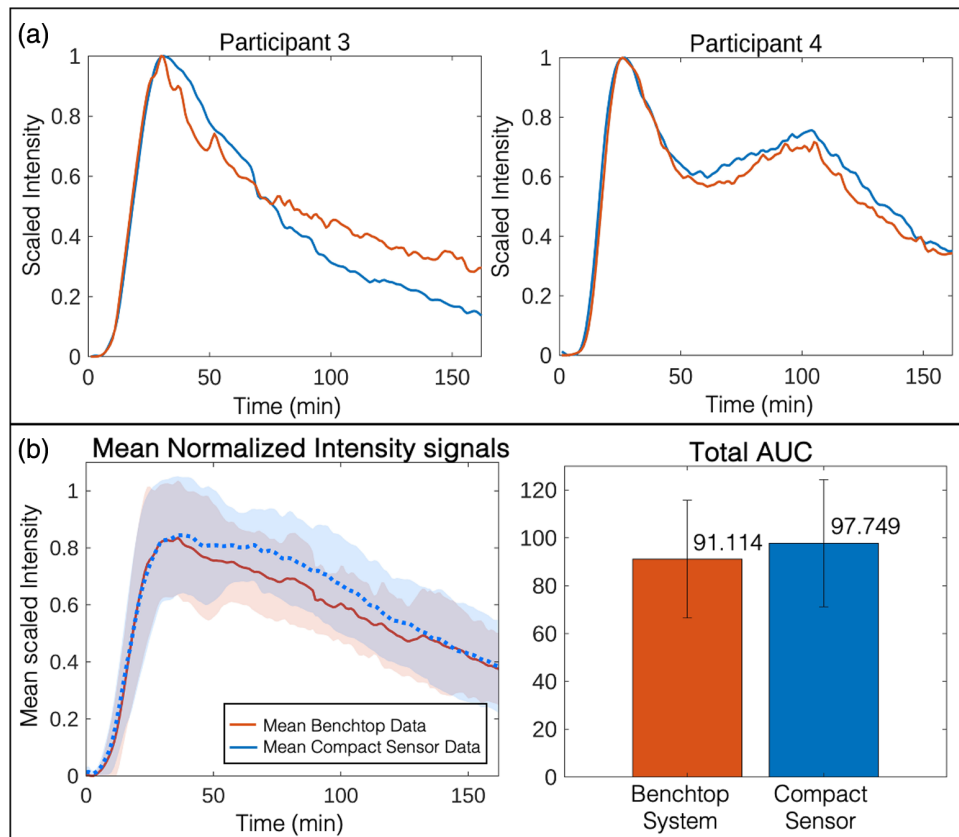 (a)
Participant 3
Participant 4
Scaled Intensity
1
0.8
0.6
0.4
0.2
0
0
50
100
150
Time (min)
Scaled Intensity
1
0.8
0.6
0.4
0.2
0
0
50
100
150
Time (min)
(b)
Mean Normalized Intensity signals
Mean scaled Intensity
1
0.8
0.6
0.4
0.2
0
0
50
100
150
Time (min)
Mean Benchtop Data
Mean Compact Sensor Data
Total AUC
120
100
80
60
40
20
0
91.114
97.749
Benchtop
System
Compact
Sensor